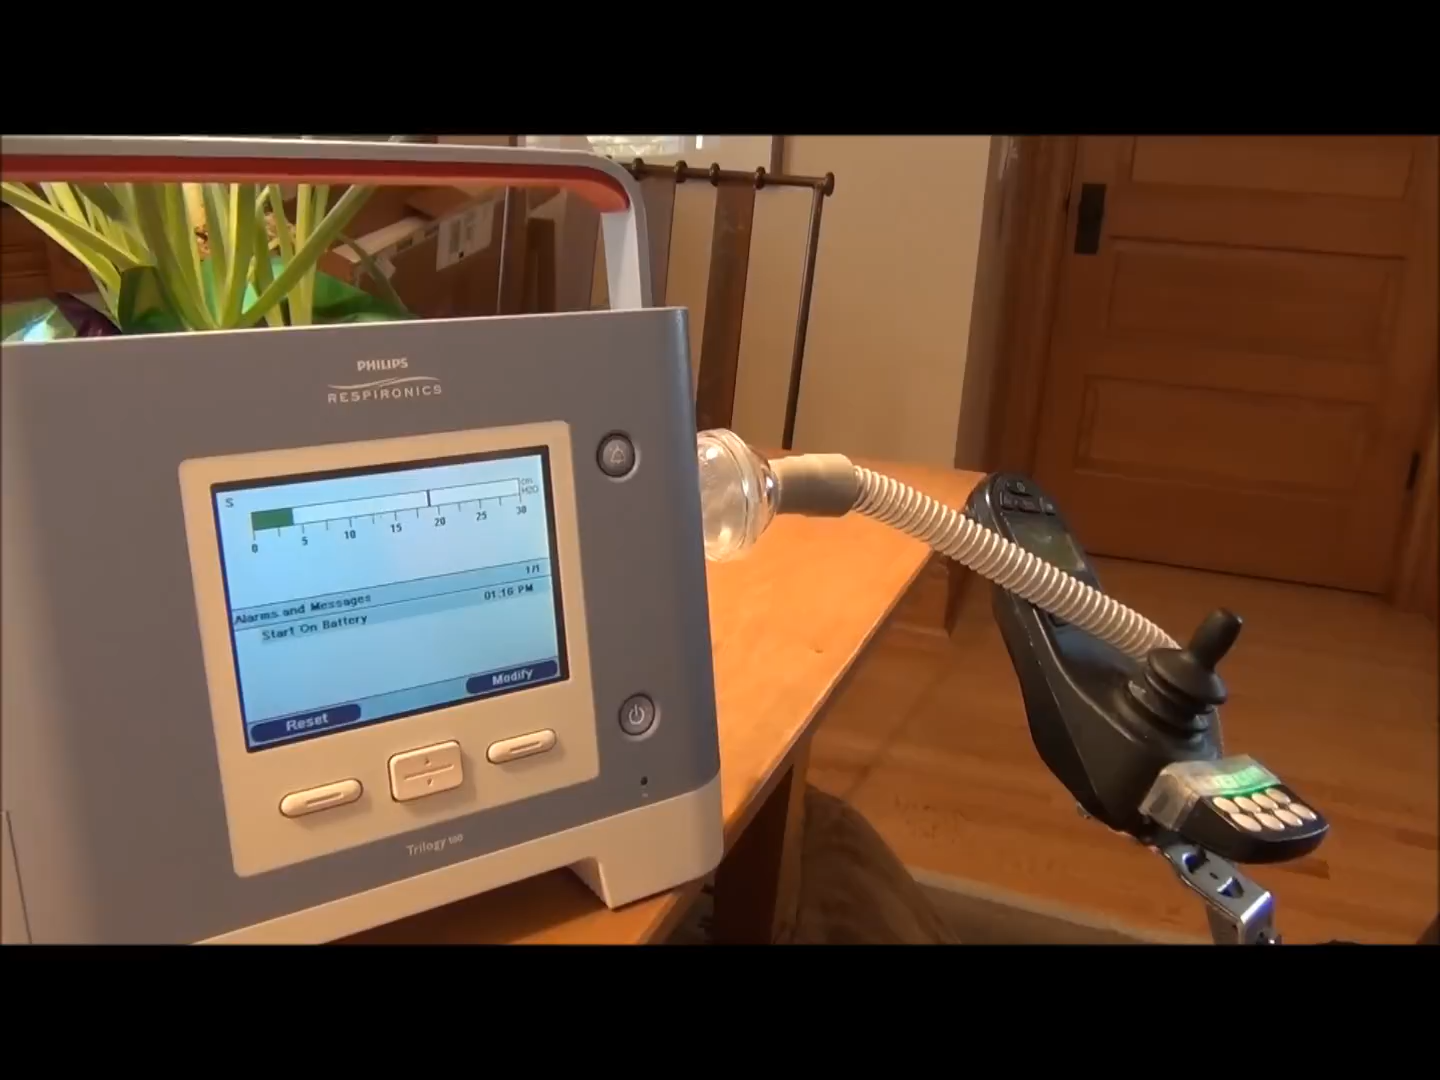 PHILIPS
RESPIRONICS
S
cm
H2O
0 5 10 15 20 25 30
1/1
Alarms and Messages 01:16 PM
Start On Battery
Reset Modify
Trilogy 100